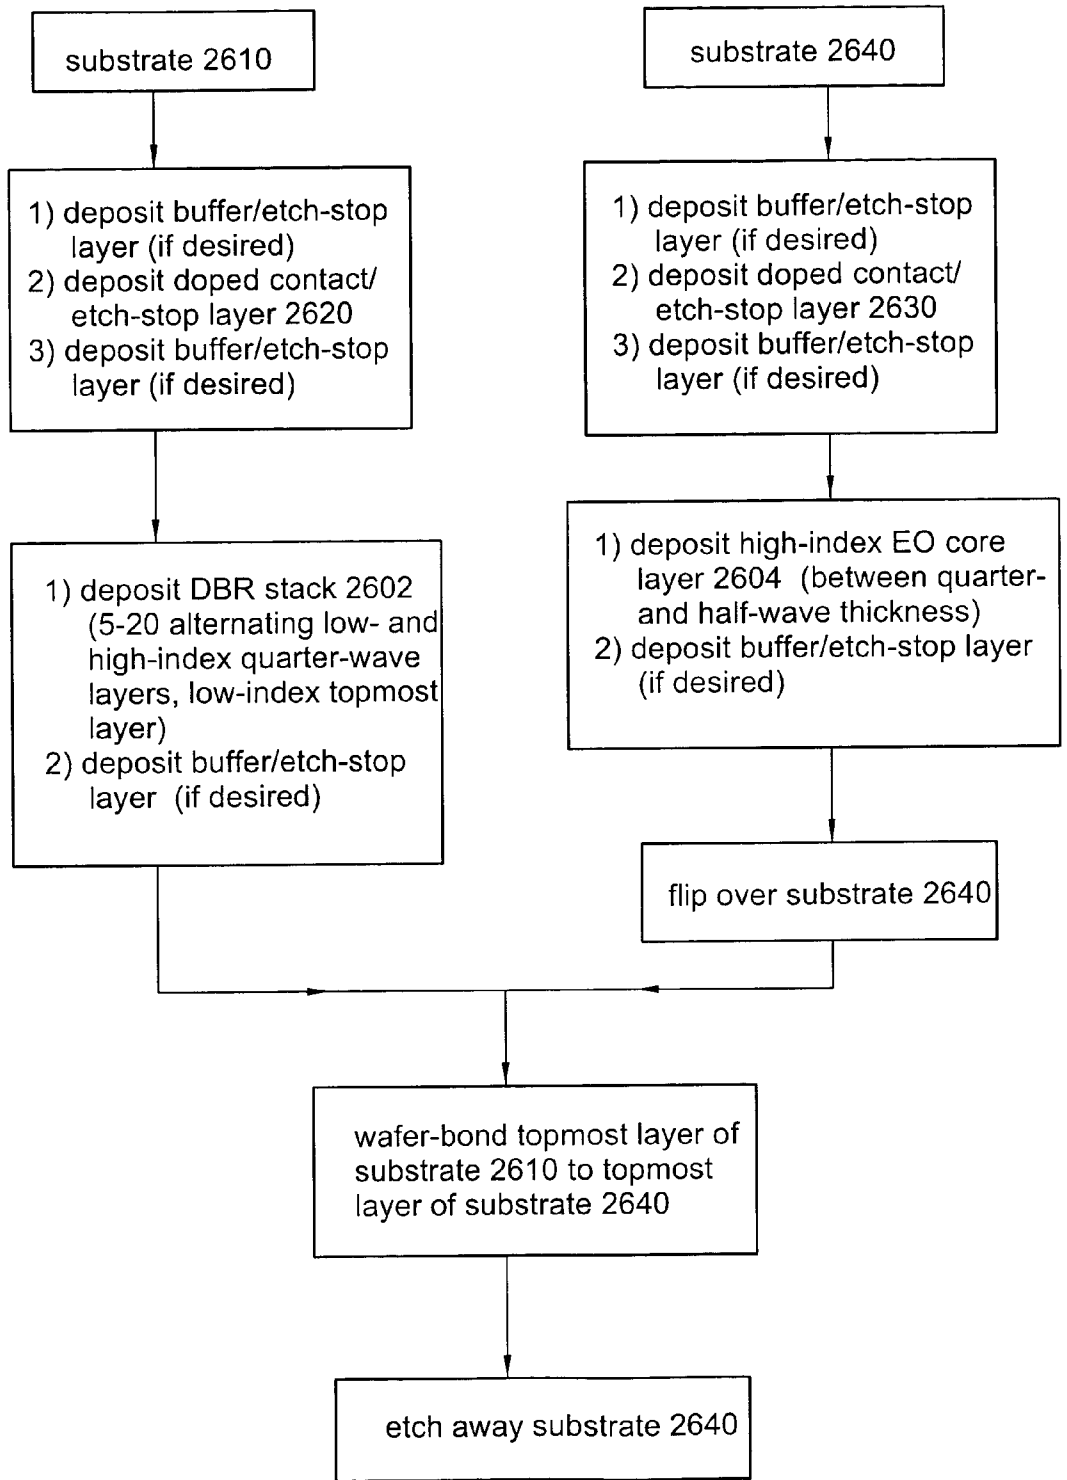 substrate 2610
1) deposit buffer/etch-stop
layer (if desired)
2) deposit doped contact/
etch-stop layer 2620
3) deposit buffer/etch-stop
layer (if desired)
1) deposit DBR stack 2602
(5-20 alternating low- and
high-index quarter-wave
layers, low-index topmost
layer)
2) deposit buffer/etch-stop
layer (if desired)
substrate 2640
1) deposit buffer/etch-stop
layer (if desired)
2) deposit doped contact/
etch-stop layer 2630
3) deposit buffer/etch-stop
layer (if desired)
1) deposit high-index EO core
layer 2604 (between quarter-
and half-wave thickness)
2) deposit buffer/etch-stop layer
(if desired)
flip over substrate 2640
wafer-bond topmost layer of
substrate 2610 to topmost
layer of substrate 2640
etch away substrate 2640